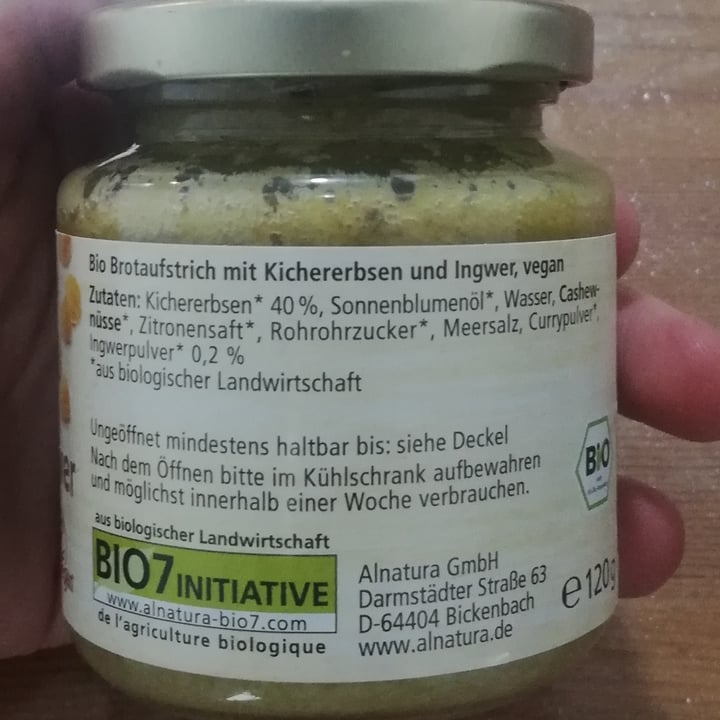 Bio Brotaufstrich mit Kichererbsen und Ingwer, vegan
Zutaten: Kichererbsen* 40 %, Sonnenblumenöl*, Wasser, Cashew-
nüsse*, Zitronensaft*, Rohrohrzucker*, Meersalz, Currypulver*,
Ingwerpulver* 0,2 %
*aus biologischer Landwirtschaft
Ungeöffnet mindestens haltbar bis: siehe Deckel
Nach dem Öffnen bitte im Kühlschrank aufbewahren
und möglichst innerhalb einer Woche verbrauchen.
er
BIO
aus biologischer Landwirtschaft
BIO7 INITIATIVE
www.alnatura-bio7.com
de l'agriculture biologique
Alnatura GmbH
Darmstädter Straße 63
D-64404 Bickenbach
www.alnatura.de
e 120g